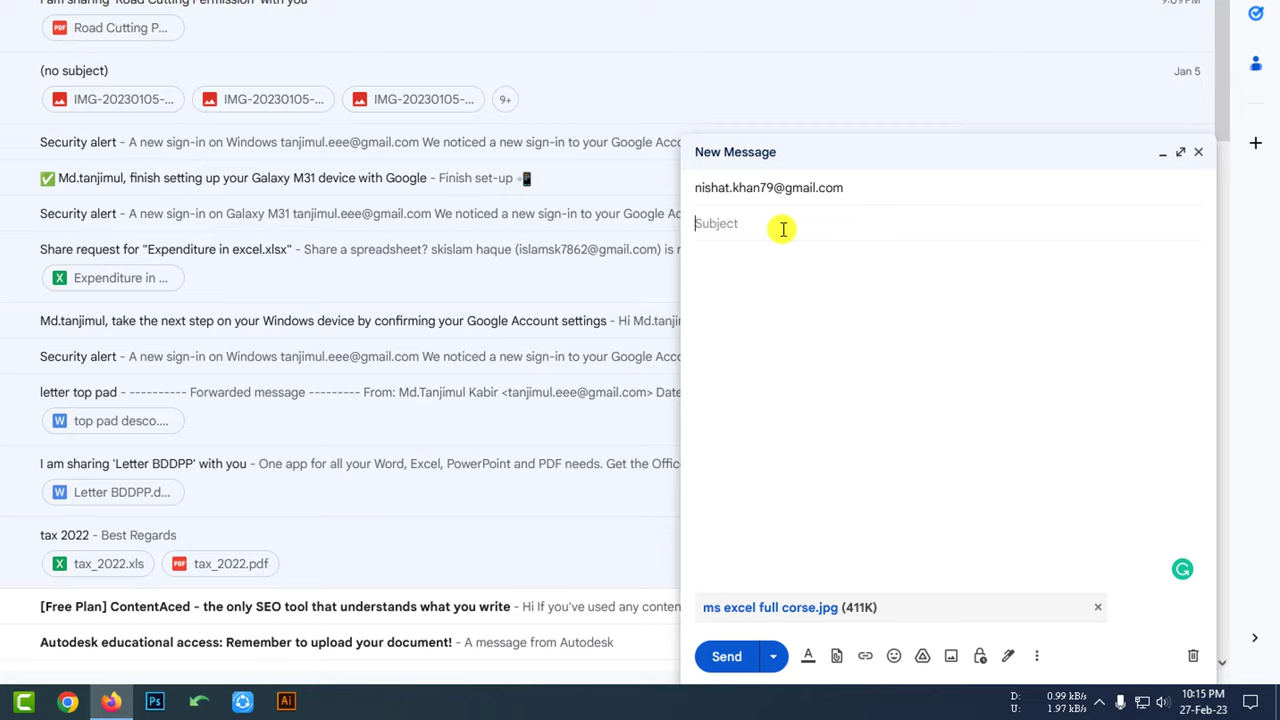 I am sharing 'Road Cutting Permission' with you
9:09 PM
PDF Road Cutting P...
(no subject)
Jan 5
IMG-20230105-...
IMG-20230105-...
IMG-20230105-...
9+
Security alert - A new sign-in on Windows tanjimul.eee@gmail.com We noticed a new sign-in to your Google Acco
✅ Md.tanjimul, finish setting up your Galaxy M31 device with Google - Finish set-up 📲
Security alert - A new sign-in on Galaxy M31 tanjimul.eee@gmail.com We noticed a new sign-in to your Google Ac
Share request for "Expenditure in excel.xlsx" - Share a spreadsheet? skislam haque (islamsk7862@gmail.com) is r
X Expenditure in ...
Md.tanjimul, take the next step on your Windows device by confirming your Google Account settings - Hi Md.tanji
Security alert - A new sign-in on Windows tanjimul.eee@gmail.com We noticed a new sign-in to your Google Acco
letter top pad - ---------- Forwarded message --------- From: Md.Tanjimul Kabir <tanjimul.eee@gmail.com> Date
W top pad desco....
I am sharing 'Letter BDDPP' with you - One app for all your Word, Excel, PowerPoint and PDF needs. Get the Offic
W Letter BDDPP.d...
tax 2022 - Best Regards
X tax_2022.xls
PDF tax_2022.pdf
[Free Plan] ContentAced - the only SEO tool that understands what you write - Hi If you've used any conten
Autodesk educational access: Remember to upload your document! - A message from Autodesk
New Message
nishat.khan79@gmail.com
Subject
ms excel full corse.jpg (411K)
Send
Ps
Ai
D: 0.99 kB/s
U: 1.97 kB/s
10:15 PM
27-Feb-23